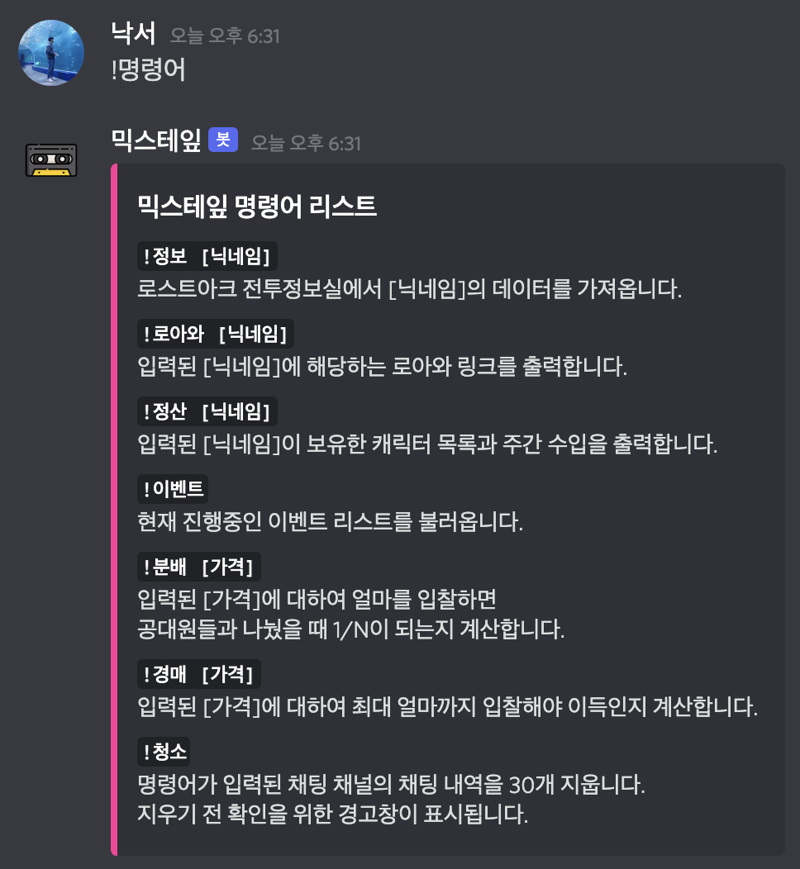 낙서 오늘 오후 6:31
!명령어
믹스테잎 봇 오늘 오후 6:31
믹스테잎 명령어 리스트
!정보 [닉네임]
로스트아크 전투정보실에서 [닉네임]의 데이터를 가져옵니다.
!로아와 [닉네임]
입력된 [닉네임]에 해당하는 로아와 링크를 출력합니다.
!정산 [닉네임]
입력된 [닉네임]이 보유한 캐릭터 목록과 주간 수입을 출력합니다.
!이벤트
현재 진행중인 이벤트 리스트를 불러옵니다.
!분배 [가격]
입력된 [가격]에 대하여 얼마를 입찰하면
공대원들과 나눴을 때 1/N이 되는지 계산합니다.
!경매 [가격]
입력된 [가격]에 대하여 최대 얼마까지 입찰해야 이득인지 계산합니다.
!청소
명령어가 입력된 채팅 채널의 채팅 내역을 30개 지웁니다.
지우기 전 확인을 위한 경고창이 표시됩니다.